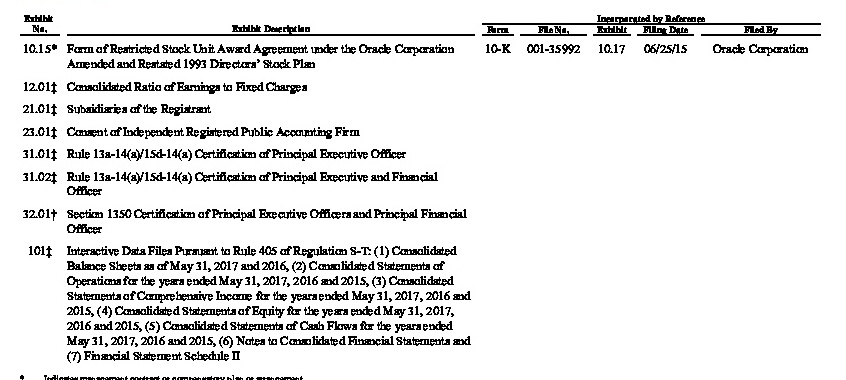 Exhibit Incorporated by Reference
No. Exhibit Description Form File No. Exhibit Filing Date Filed By
10.15* Form of Restricted Stock Unit Award Agreement under the Oracle Corporation 10-K 001-35992 10.17 06/25/15 Oracle Corporation
Amended and Restated 1993 Directors' Stock Plan
12.01‡ Consolidated Ratio of Earnings to Fixed Charges
21.01‡ Subsidiaries of the Registrant
23.01‡ Consent of Independent Registered Public Accounting Firm
31.01‡ Rule 13a-14(a)/15d-14(a) Certification of Principal Executive Officer
31.02‡ Rule 13a-14(a)/15d-14(a) Certification of Principal Executive and Financial
Officer
32.01† Section 1350 Certification of Principal Executive Officers and Principal Financial
Officer
101‡ Interactive Data Files Pursuant to Rule 405 of Regulation S-T: (1) Consolidated
Balance Sheets as of May 31, 2017 and 2016, (2) Consolidated Statements of
Operations for the years ended May 31, 2017, 2016 and 2015, (3) Consolidated
Statements of Comprehensive Income for the years ended May 31, 2017, 2016 and
2015, (4) Consolidated Statements of Equity for the years ended May 31, 2017,
2016 and 2015, (5) Consolidated Statements of Cash Flows for the years ended
May 31, 2017, 2016 and 2015, (6) Notes to Consolidated Financial Statements and
(7) Financial Statement Schedule II
* Indicates management contract or compensatory plan or arrangement